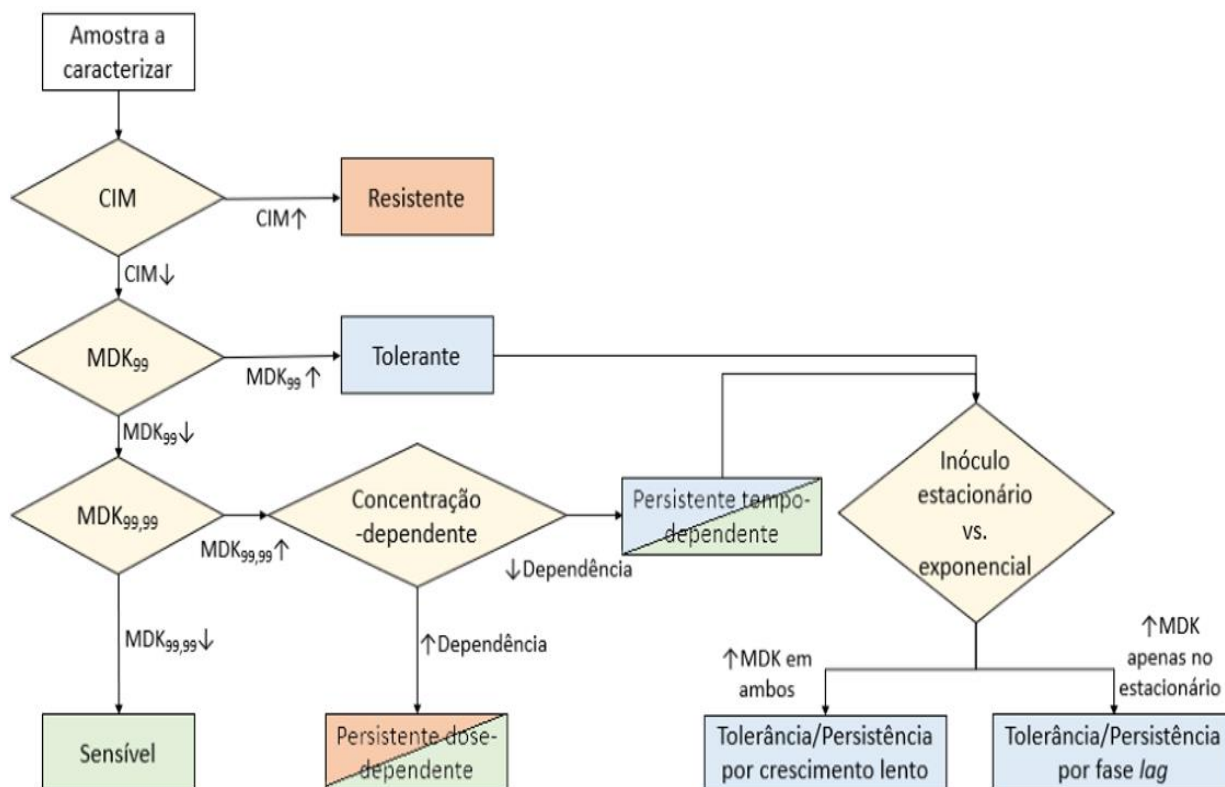 Amostra a
caracterizar
CIM
CIM↑
Resistente
CIM↓
MDK₉₉
MDK₉₉ ↑
Tolerante
MDK₉₉↓
MDK₉₉,₉₉
MDK₉₉,₉₉ ↑
Concentração
-dependente
↓Dependência
Persistente tempo-
dependente
Inóculo
estacionário
vs.
exponencial
MDK₉₉,₉₉↓
↑Dependência
↑MDK em
ambos
↑MDK
apenas no
estacionário
Sensível
Persistente dose-
dependente
Tolerância/Persistência
por crescimento lento
Tolerância/Persistência
por fase lag